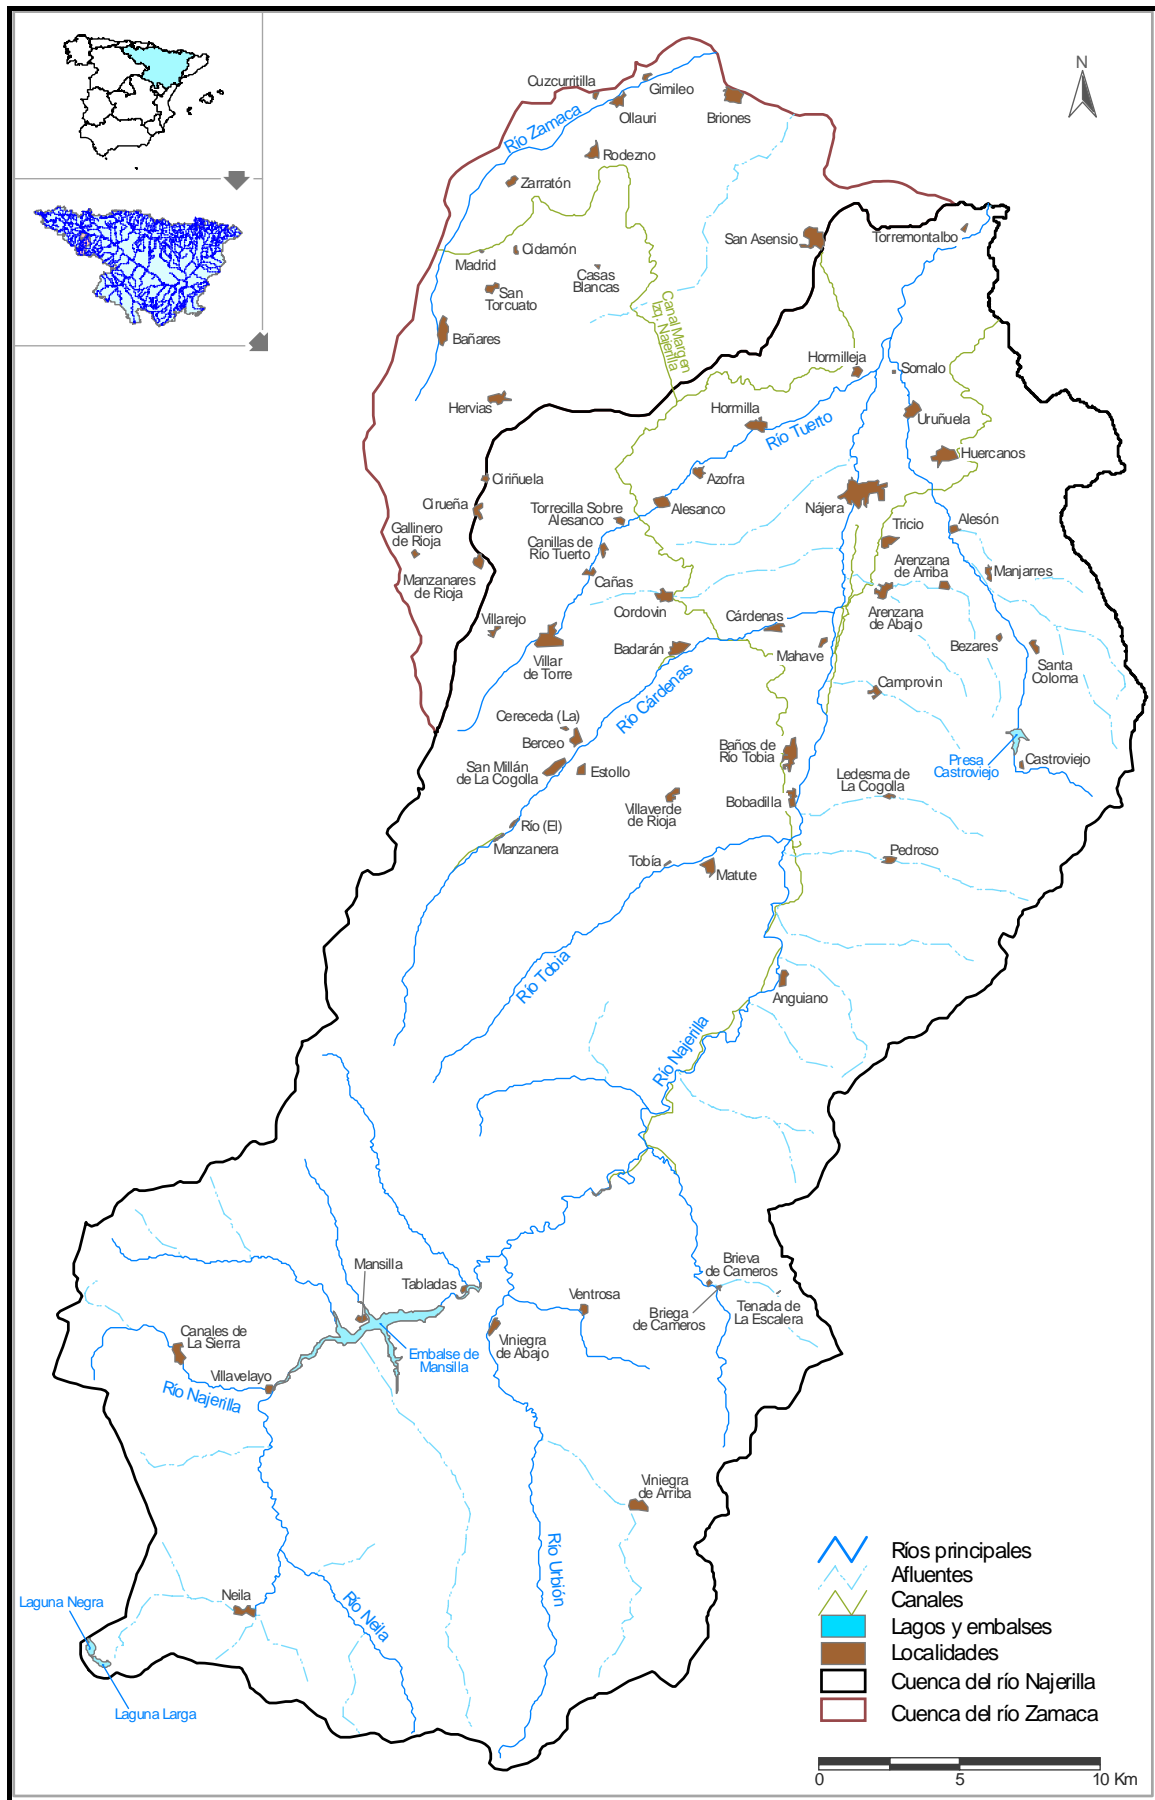 N
Cuzcurritilla
Gimileo
Ollauri
Briones
Río Zamaca
Rodezno
Zarratón
San Asensio
Torremontalbo
Madrid
Cidamón
Casas
Blancas
San
Torcuato
Canal Margen
Izq. Najerilla
Bañares
Hormilleja
Somalo
Hervias
Hormilla
Río Tuerto
Uruñuela
Huercanos
Ciriñuela
Azofra
Cirueña
Torrecilla Sobre
Alesanco
Alesanco
Nájera
Tricio
Alesón
Gallinero
de Rioja
Canillas de
Río Tuerto
Arenzana
de Arriba
Manjarres
Manzanares
de Rioja
Cañas
Cordovin
Cárdenas
Arenzana
de Abajo
Villarejo
Villar
de Torre
Badarán
Mahave
Bezares
Santa
Coloma
Río Cárdenas
Camprovin
Cereceda (La)
Berceo
San Millán
de La Cogolla
Estollo
Baños de
Río Tobia
Presa
Castroviejo
Castroviejo
Ledesma de
La Cogolla
Villaverde
de Rioja
Bobadilla
Río (El)
Manzanera
Tobía
Matute
Pedroso
Río Tobia
Anguiano
Río Najerilla
Mansilla
Tabladas
Brieva
de Cameros
Ventrosa
Briega
de Cameros
Tenada de
La Escalera
Canales de
La Sierra
Viniegra
de Abajo
Embalse de
Mansilla
Villavelayo
Río Najerilla
Viniegra
de Arriba
Río Urbión
Neila
Río Neila
Laguna Negra
Laguna Larga
Ríos principales
Afluentes
Canales
Lagos y embalses
Localidades
Cuenca del río Najerilla
Cuenca del río Zamaca
0 5 10 Km